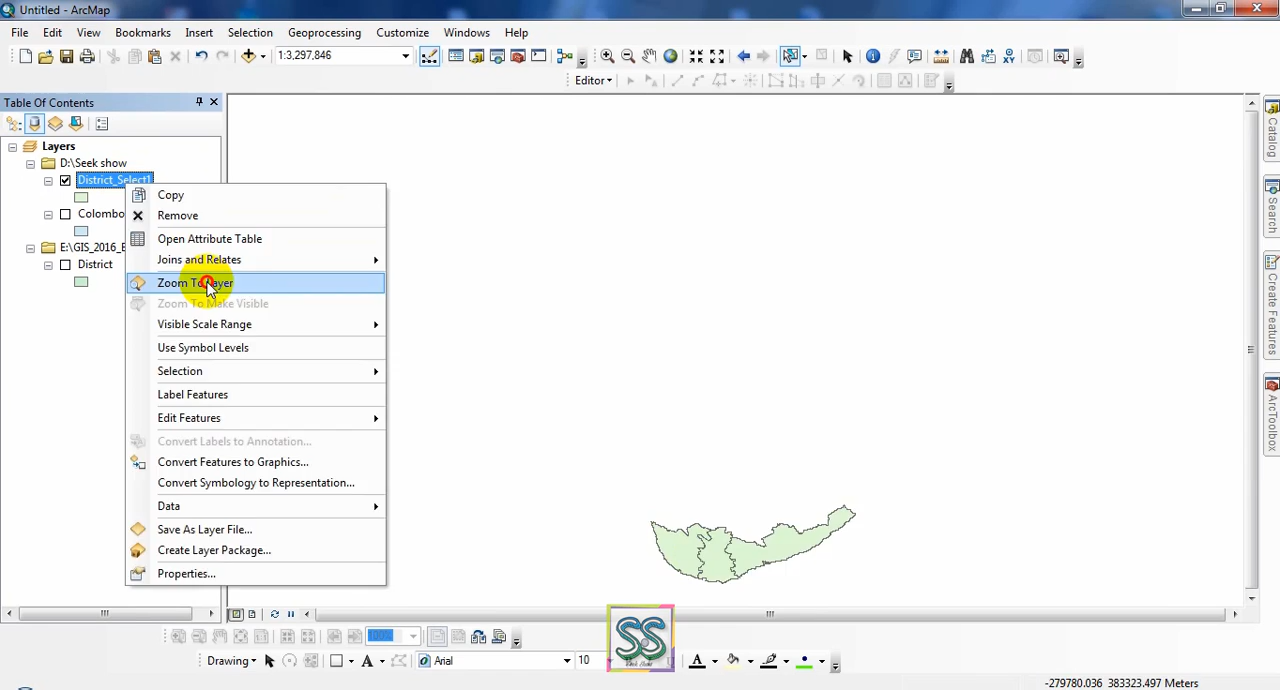 Untitled - ArcMap
File Edit View Bookmarks Insert Selection Geoprocessing Customize Windows Help
1:3,297,846
Editor
Table Of Contents
Layers
D:\Seek show
District_Select1
Colombo
E:\GIS_2016_E
District
Copy
Remove
Open Attribute Table
Joins and Relates
Zoom To Layer
Zoom To Make Visible
Visible Scale Range
Use Symbol Levels
Selection
Label Features
Edit Features
Convert Labels to Annotation...
Convert Features to Graphics...
Convert Symbology to Representation...
Data
Save As Layer File...
Create Layer Package...
Properties...
Catalog
Search
Create Features
ArcToolbox
100%
SS
Drawing
A
Arial
10
A
-279780.036 383323.497 Meters